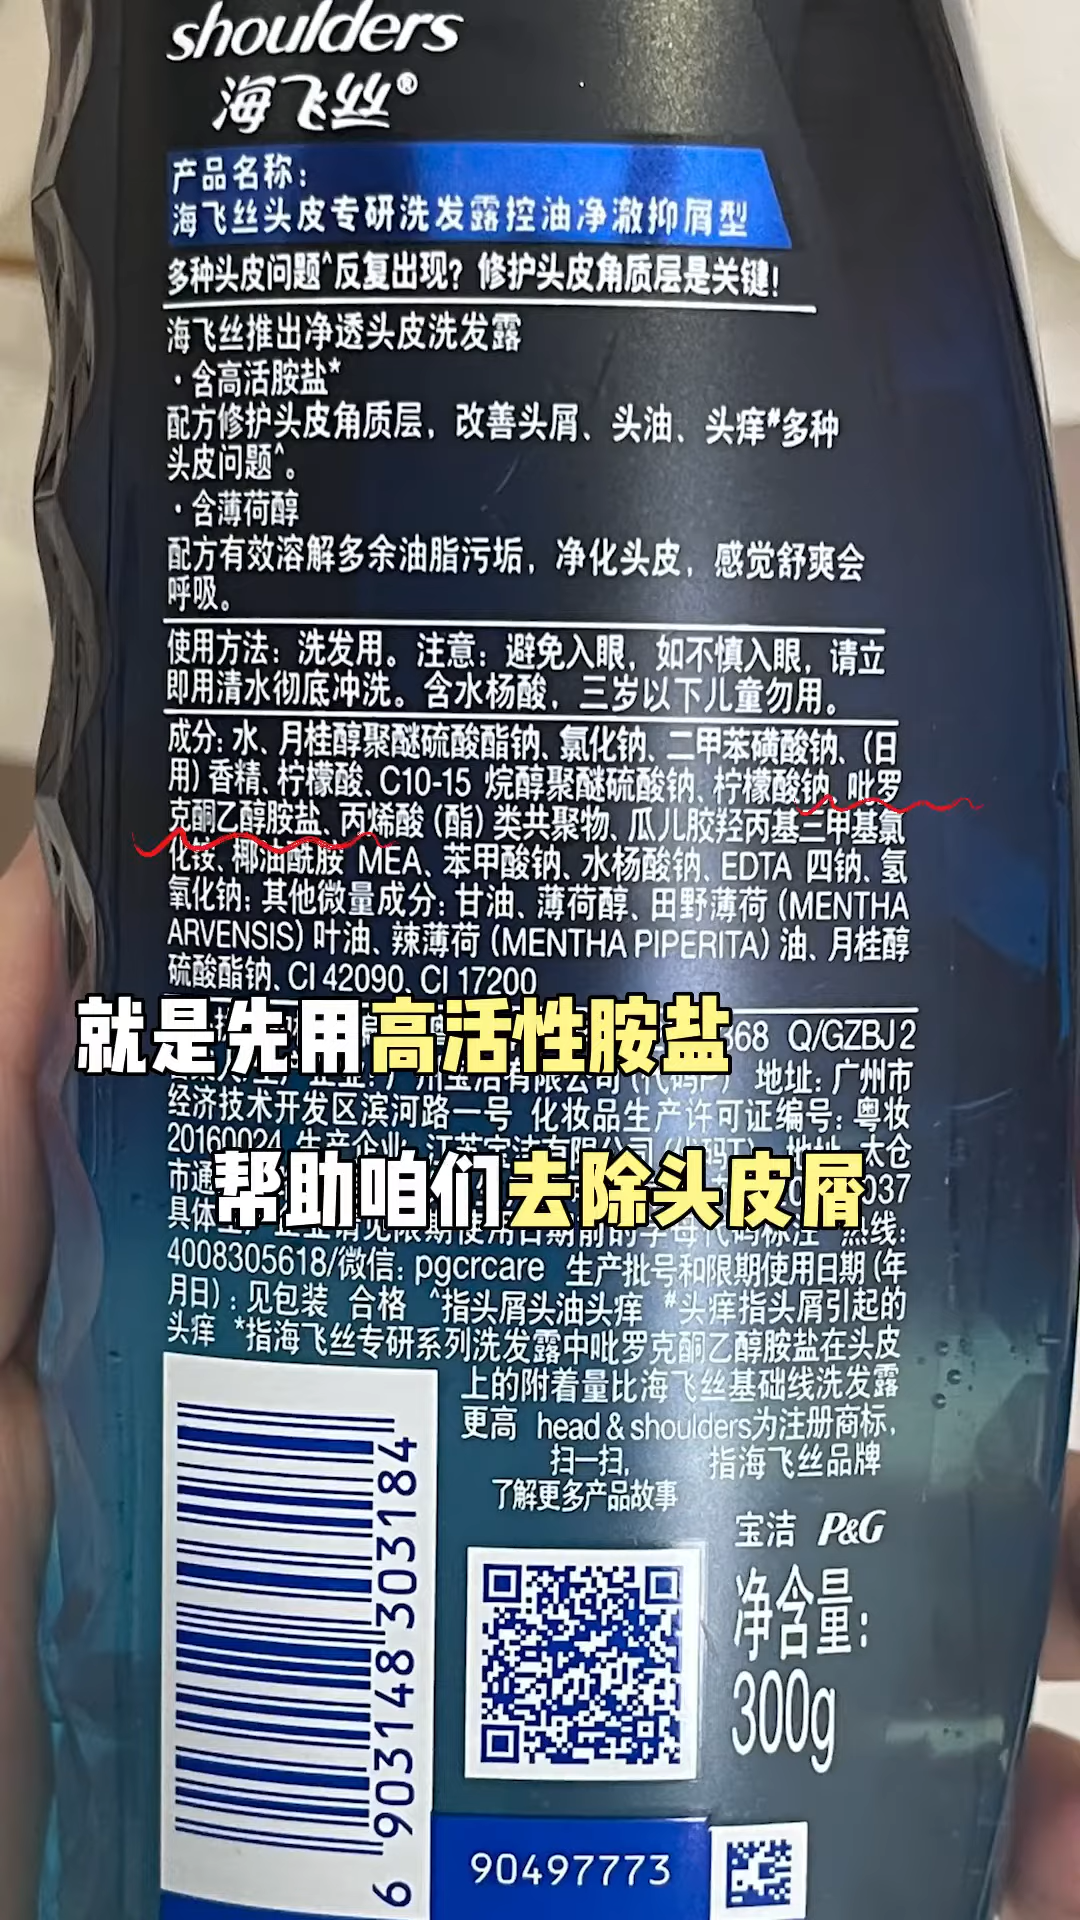 shoulders
海飞丝®
产品名称：
海飞丝头皮专研洗发露控油净澈抑屑型
多种头皮问题^反复出现？修护头皮角质层是关键！
海飞丝推出净透头皮洗发露
·含高活胺盐*
配方修护头皮角质层，改善头屑、头油、头痒#多种
头皮问题^。
·含薄荷醇
配方有效溶解多余油脂污垢，净化头皮，感觉舒爽会
呼吸。
使用方法：洗发用。注意：避免入眼，如不慎入眼，请立
即用清水彻底冲洗。含水杨酸，三岁以下儿童勿用。
成分：水、月桂醇聚醚硫酸酯钠、氯化钠、二甲苯磺酸钠、（日
用）香精、柠檬酸、C10-15 烷醇聚醚硫酸钠、柠檬酸钠、吡罗
克酮乙醇胺盐、丙烯酸（酯）类共聚物、瓜儿胶羟丙基三甲基氯
化铵、椰油酰胺 MEA、苯甲酸钠、水杨酸钠、EDTA 四钠、氢
氧化钠；其他微量成分：甘油、薄荷醇、田野薄荷（MENTHA
ARVENSIS）叶油、辣薄荷（MENTHA PIPERITA）油、月桂醇
硫酸酯钠、CI 42090、CI 17200
就是先用高活性胺盐
368 Q/GZBJ 2
广州宝洁有限公司（代码P） 地址：广州市
经济技术开发区滨河路一号 化妆品生产许可证编号：粤妆
20160024 生产企业：江苏宝洁有限公司 地址：太仓
市通 037
帮助咱们去除头皮屑
热线：
4008305618/微信：pgcrcare 生产批号和限期使用日期（年
月日）：见包装 合格 ^指头屑头油头痒 #头痒指头屑引起的
头痒 *指海飞丝专研系列洗发露中吡罗克酮乙醇胺盐在头皮
上的附着量比海飞丝基础线洗发露
更高 head & shoulders为注册商标，
扫一扫， 指海飞丝品牌
了解更多产品故事
宝洁 P&G
净含量：
300g
6 903148 303184
90497773